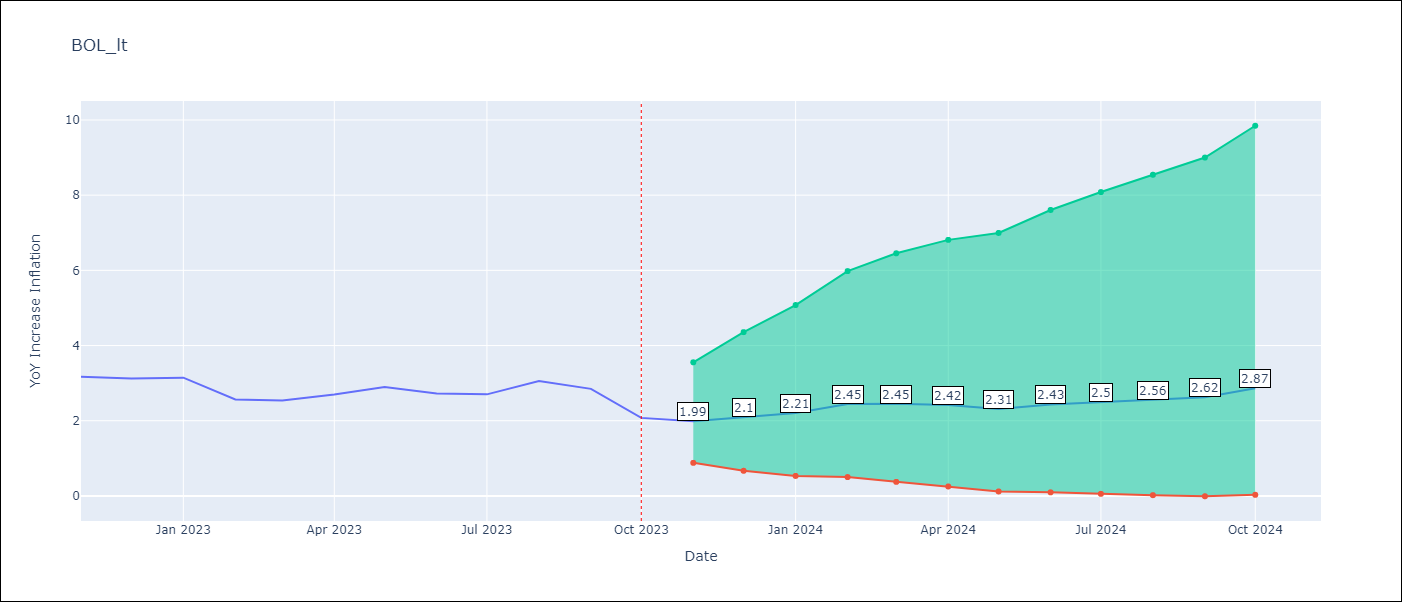 BOL_lt
10
8
6
4
2
0
YoY Increase Inflation
1.99 2.1 2.21 2.45 2.45 2.42 2.31 2.43 2.5 2.56 2.62 2.87
Jan 2023 Apr 2023 Jul 2023 Oct 2023 Jan 2024 Apr 2024 Jul 2024 Oct 2024
Date